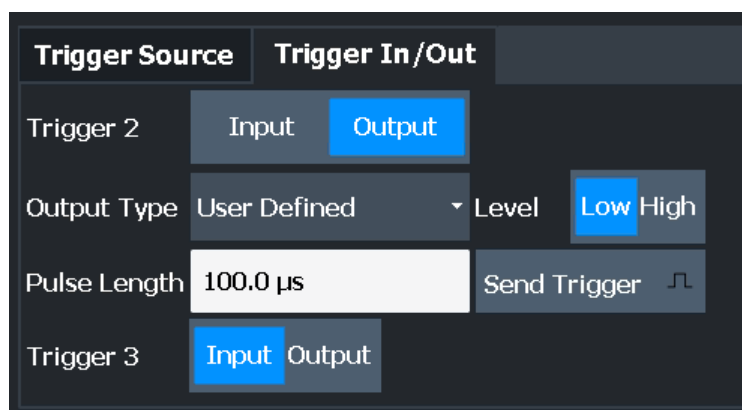 Trigger Source Trigger In/Out
Trigger 2 Input Output
Output Type User Defined Level Low High
Pulse Length 100.0 µs Send Trigger
Trigger 3 Input Output